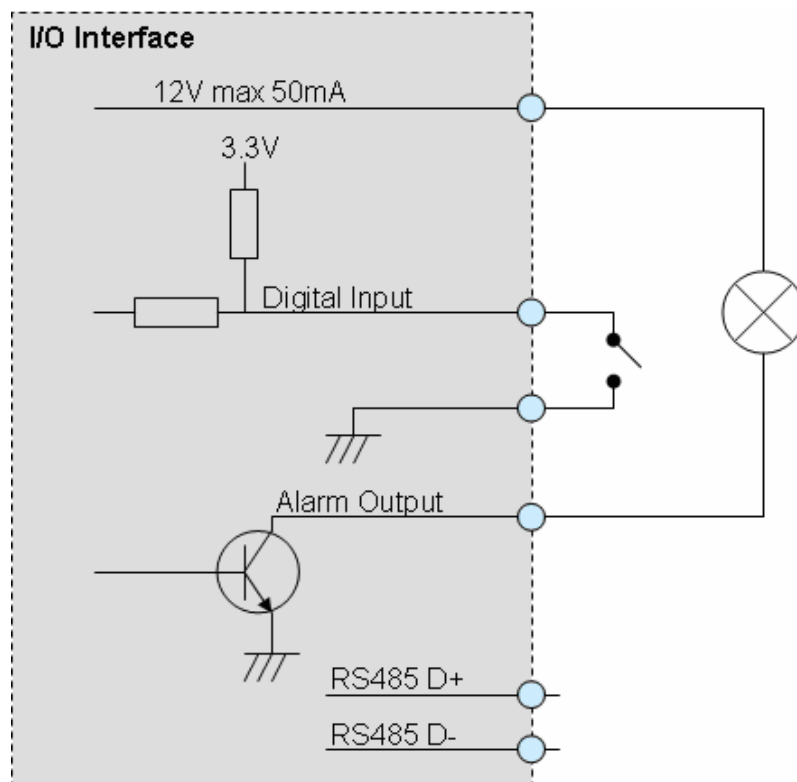 I/O Interface
12V max 50mA
3.3V
Digital Input
Alarm Output
RS485 D+
RS485 D-